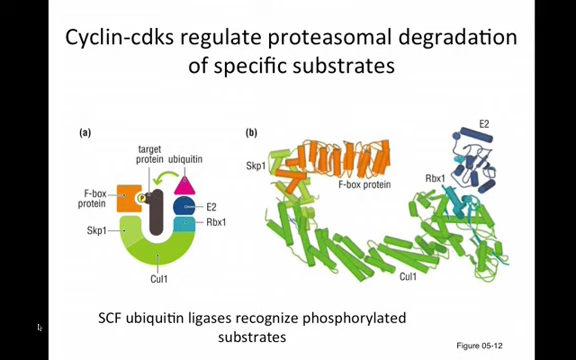 Cyclin-cdks regulate proteasomal degradation
of specific substrates
(a)
target
protein
ubiquitin
F-box
protein
P
E2
Rbx1
Skp1
Cul1
(b)
E2
Skp1
F-box protein
Rbx1
Cul1
SCF ubiquitin ligases recognize phosphorylated
substrates
Figure 05-12